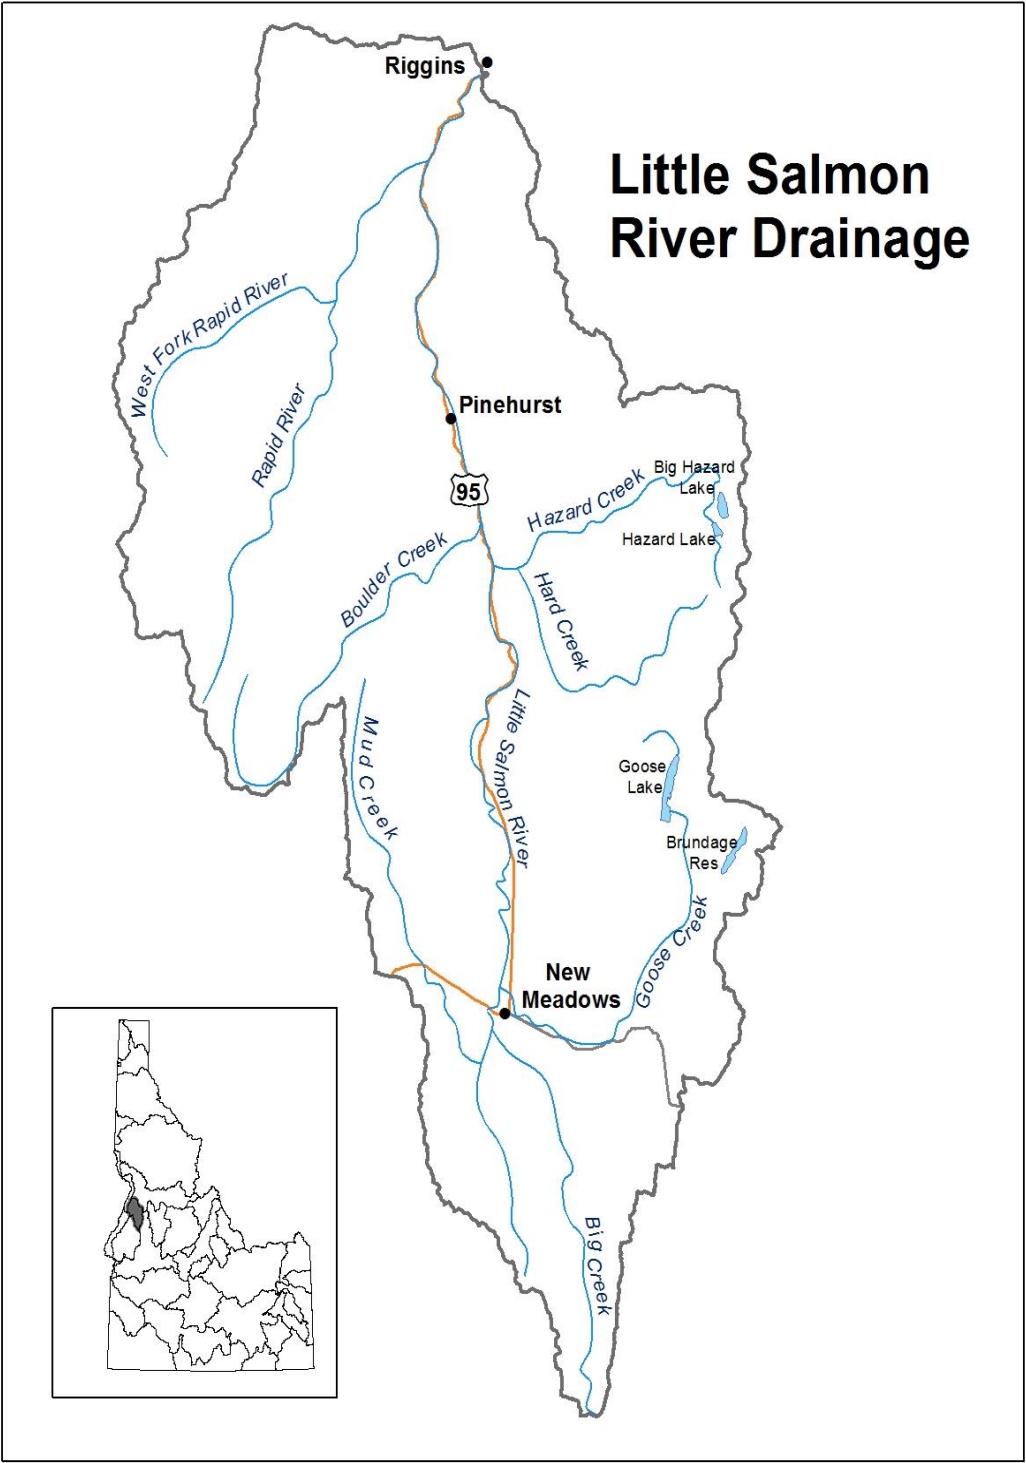 Riggins
Little Salmon
River Drainage
West Fork Rapid River
Rapid River
Pinehurst
95
Big Hazard
Lake
Hazard Creek
Hazard Lake
Boulder Creek
Hard Creek
Little Salmon River
Mud Creek
Goose
Lake
Brundage
Res
Goose Creek
New
Meadows
Big Creek